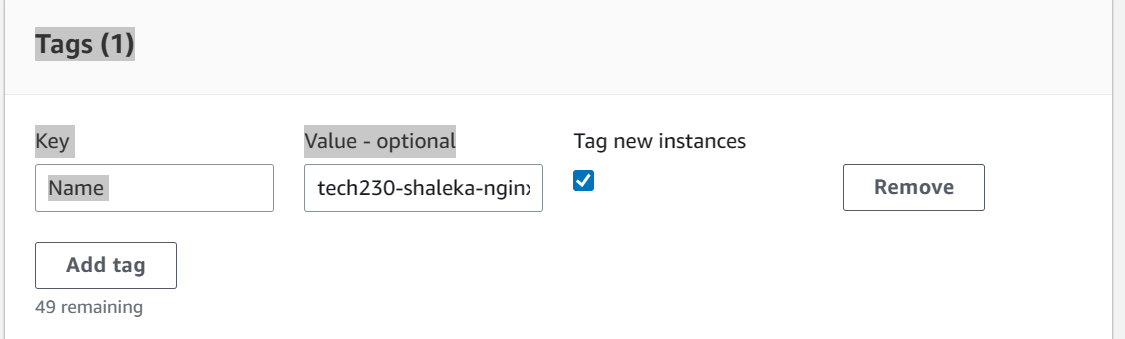 Tags (1)
Key Value - optional Tag new instances
Name tech230-shaleka-nginx Remove
Add tag
49 remaining